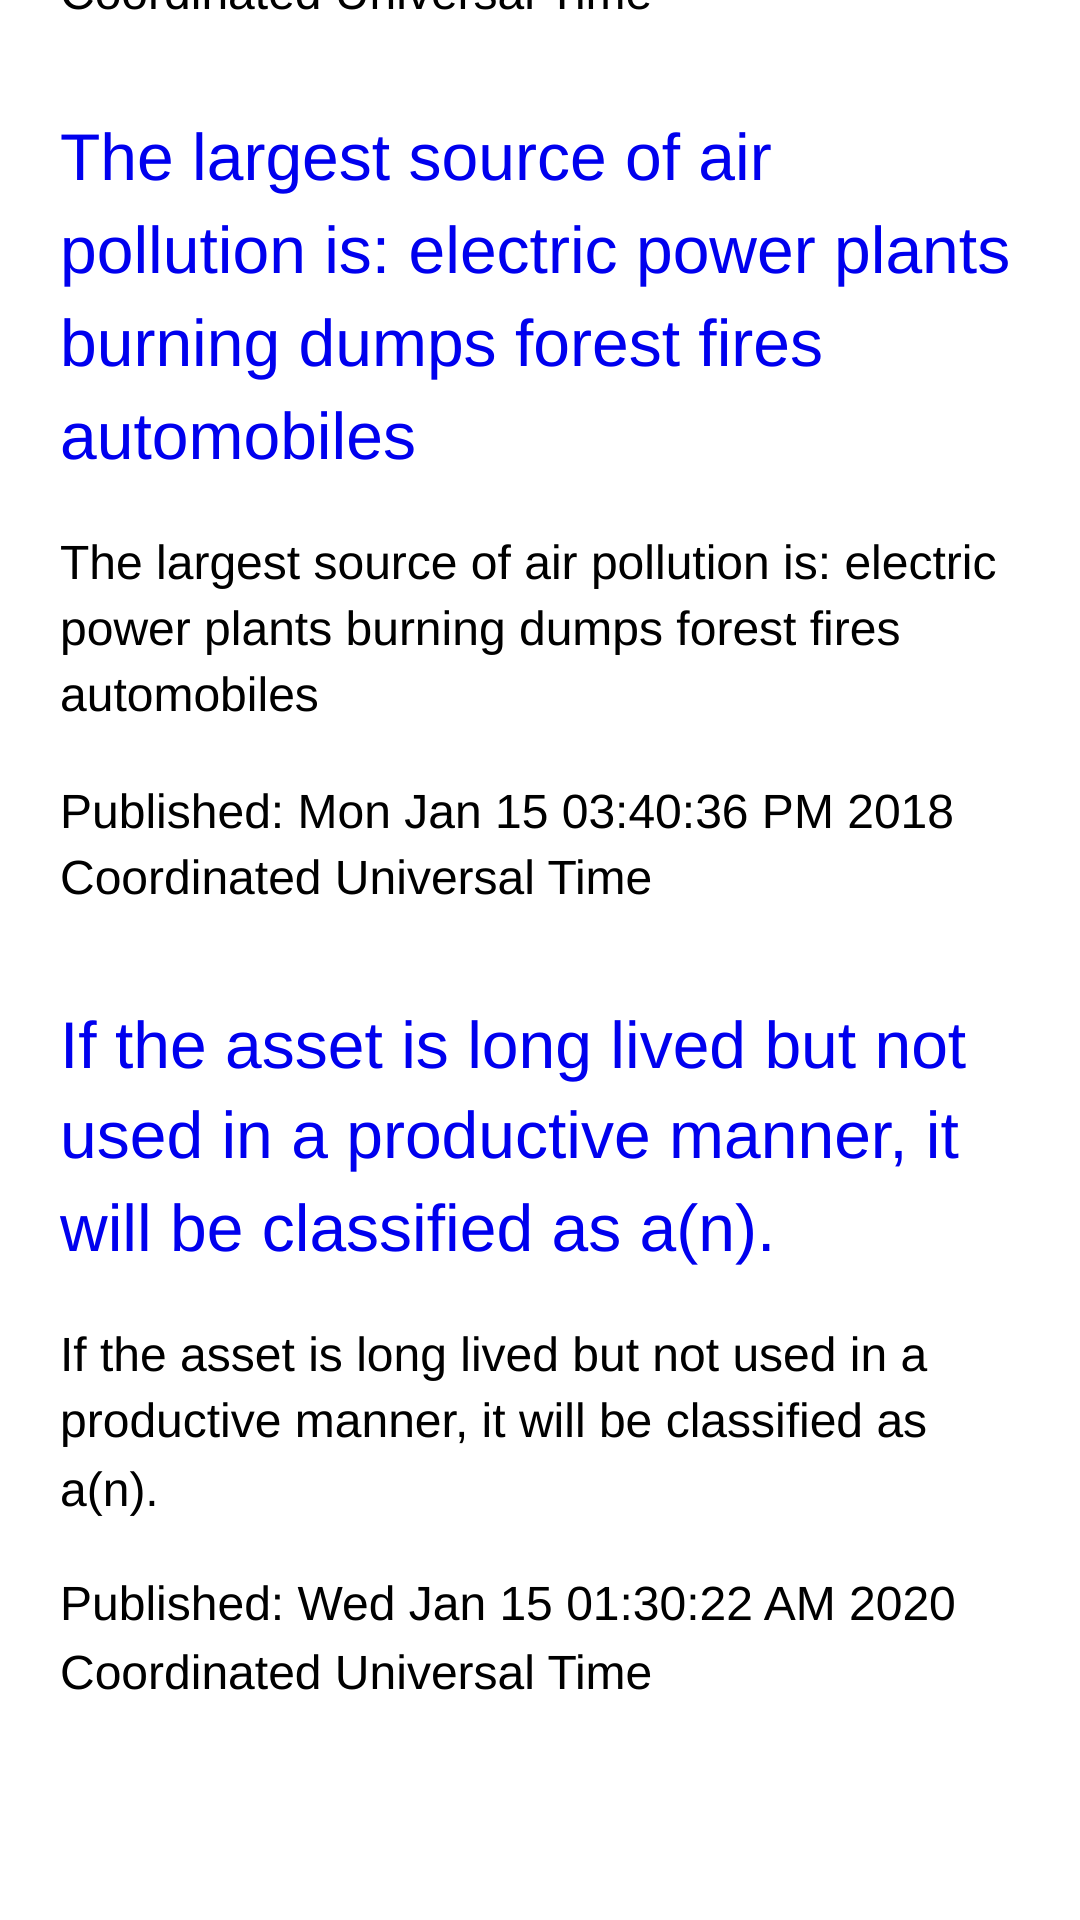 Coordinated Universal Time
The largest source of air
pollution is: electric power plants
burning dumps forest fires
automobiles
The largest source of air pollution is: electric
power plants burning dumps forest fires
automobiles
Published: Mon Jan 15 03:40:36 PM 2018
Coordinated Universal Time
If the asset is long lived but not
used in a productive manner, it
will be classified as a(n).
If the asset is long lived but not used in a
productive manner, it will be classified as
a(n).
Published: Wed Jan 15 01:30:22 AM 2020
Coordinated Universal Time